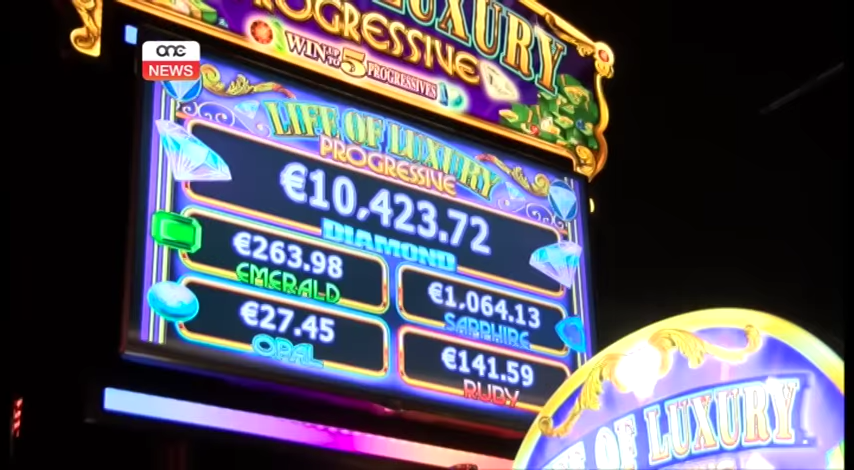 LUXURY
PROGRESSIVE
WIN UP TO 5 PROGRESSIVES
one
NEWS
LIFE OF LUXURY
PROGRESSIVE
€10,423.72
DIAMOND
€263.98
EMERALD
€1,064.13
SAPPHIRE
€27.45
OPAL
€141.59
RUBY
LIFE OF LUXURY